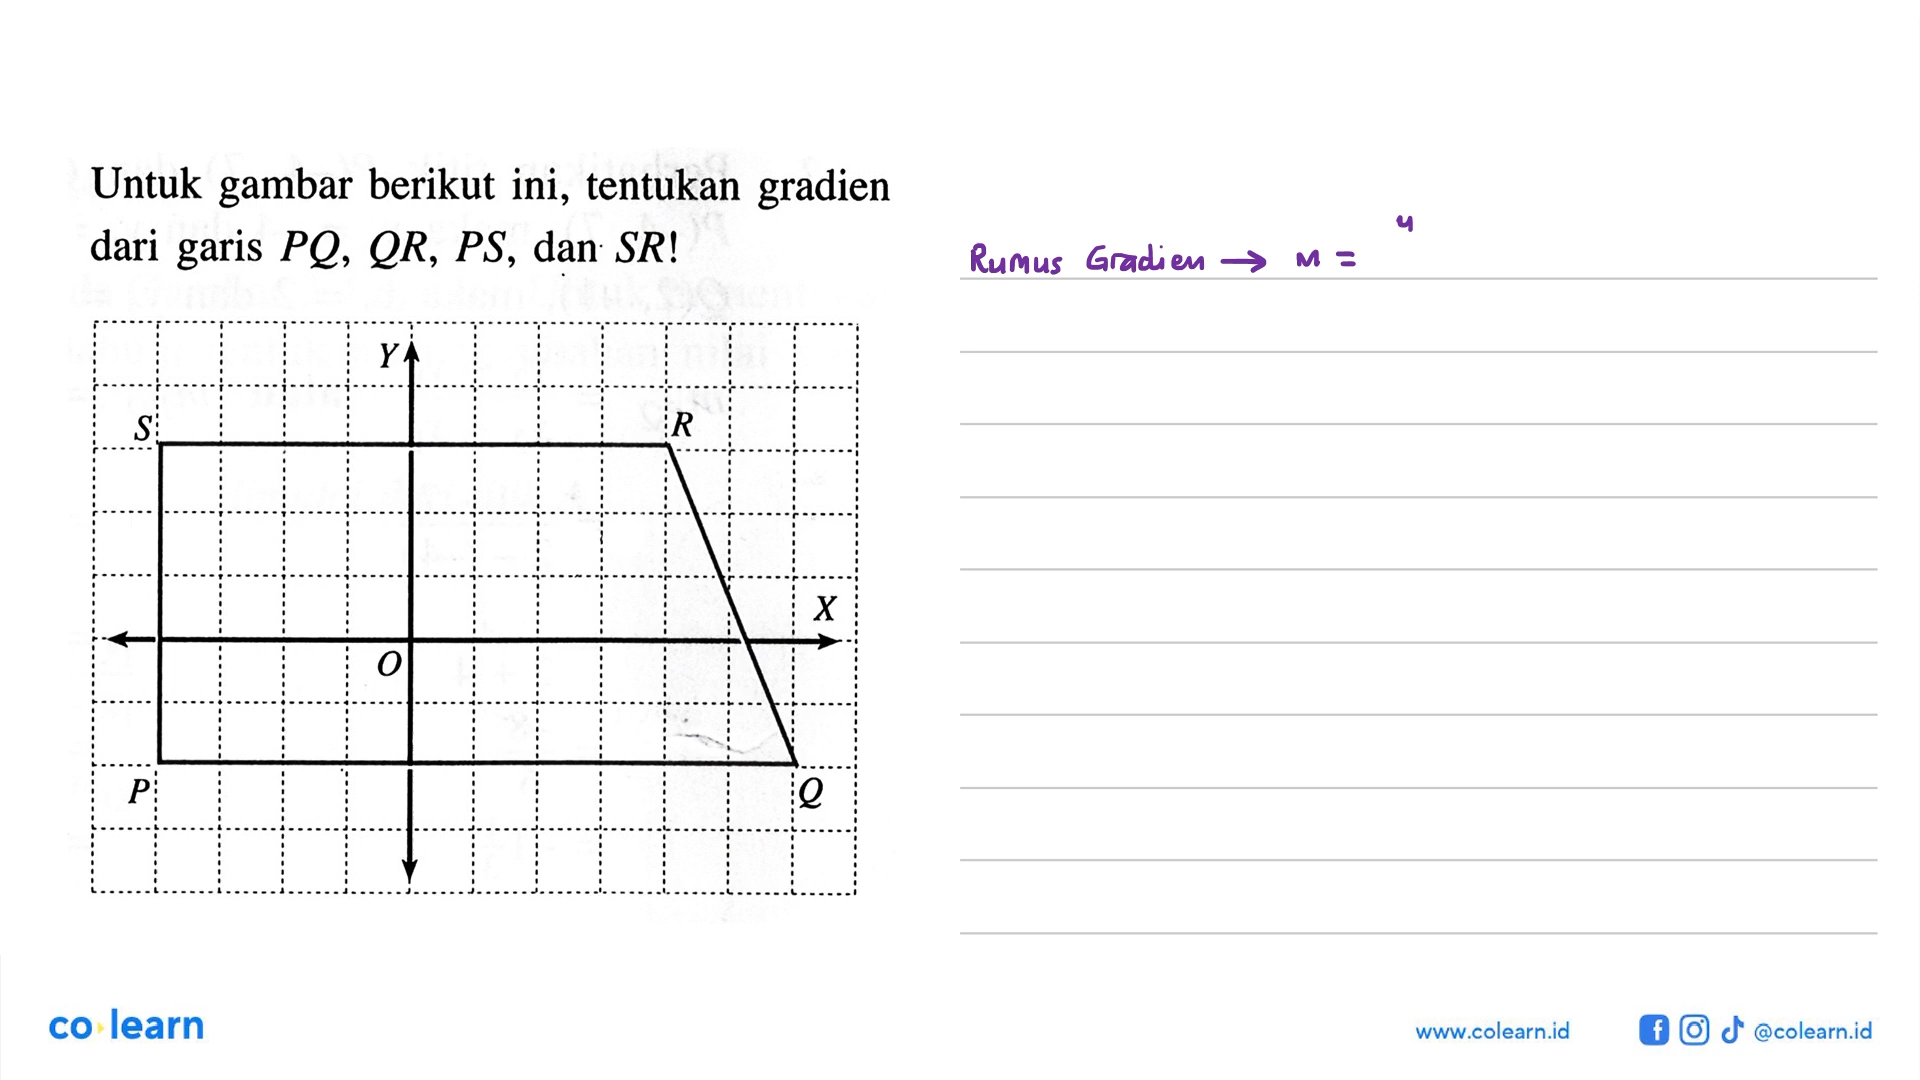 Untuk gambar berikut ini, tentukan gradien
dari garis PQ, QR, PS, dan SR!
Y
S
R
X
O
P
Q
y
Rumus Gradien → m =
co learn
www.colearn.id
@colearn.id